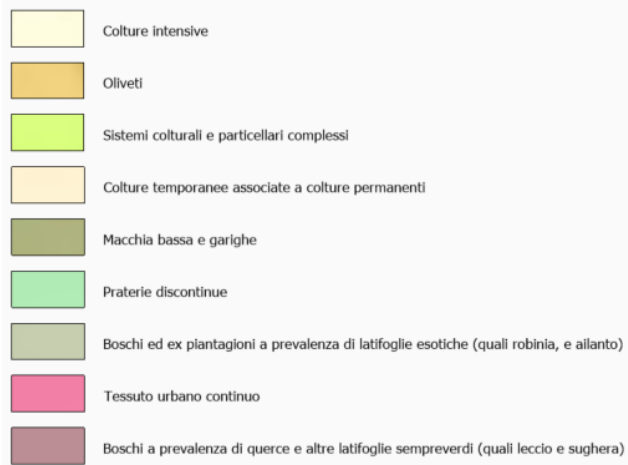 Colture intensive
Oliveti
Sistemi colturali e particellari complessi
Colture temporanee associate a colture permanenti
Macchia bassa e garighe
Praterie discontinue
Boschi ed ex plantagioni a prevalenza di latifoglie esotiche (quali robinia, e ailanto)
Tessuto urbano continuo
Boschi a prevalenza di querce e altre latifoglie sempreverdi (quali leccio e sughera)